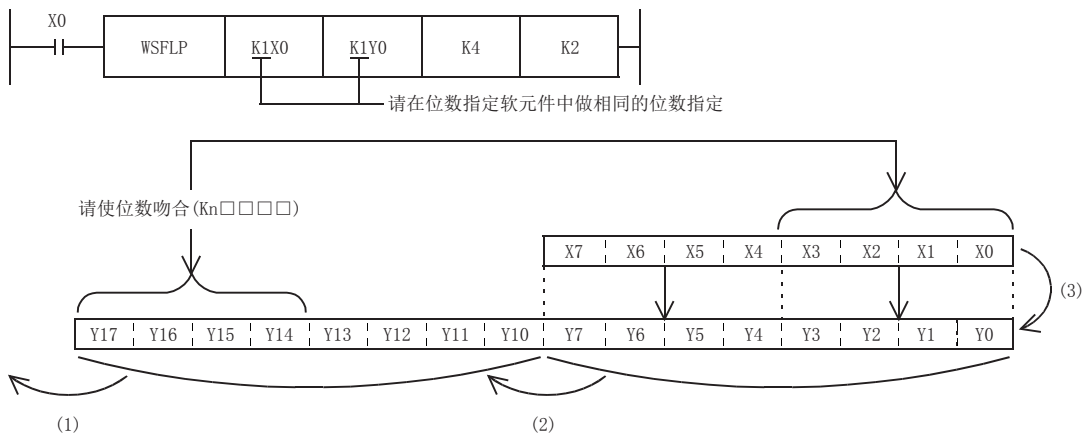 X0
WSFLP K1X0 K1Y0 K4 K2
请在位数指定软元件中做相同的位数指定
请使位数吻合(Kn□□□□)
X7 X6 X5 X4 X3 X2 X1 X0
(3)
Y17 Y16 Y15 Y14 Y13 Y12 Y11 Y10 Y7 Y6 Y5 Y4 Y3 Y2 Y1 Y0
(1) (2)